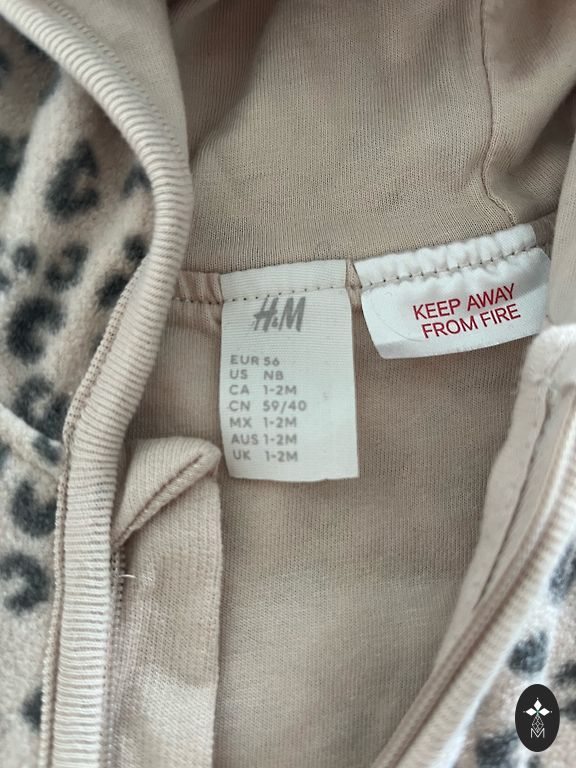 H&M
EUR 56
US NB
CA 1-2M
CN 59/40
MX 1-2M
AUS 1-2M
UK 1-2M
KEEP AWAY
FROM FIRE
M